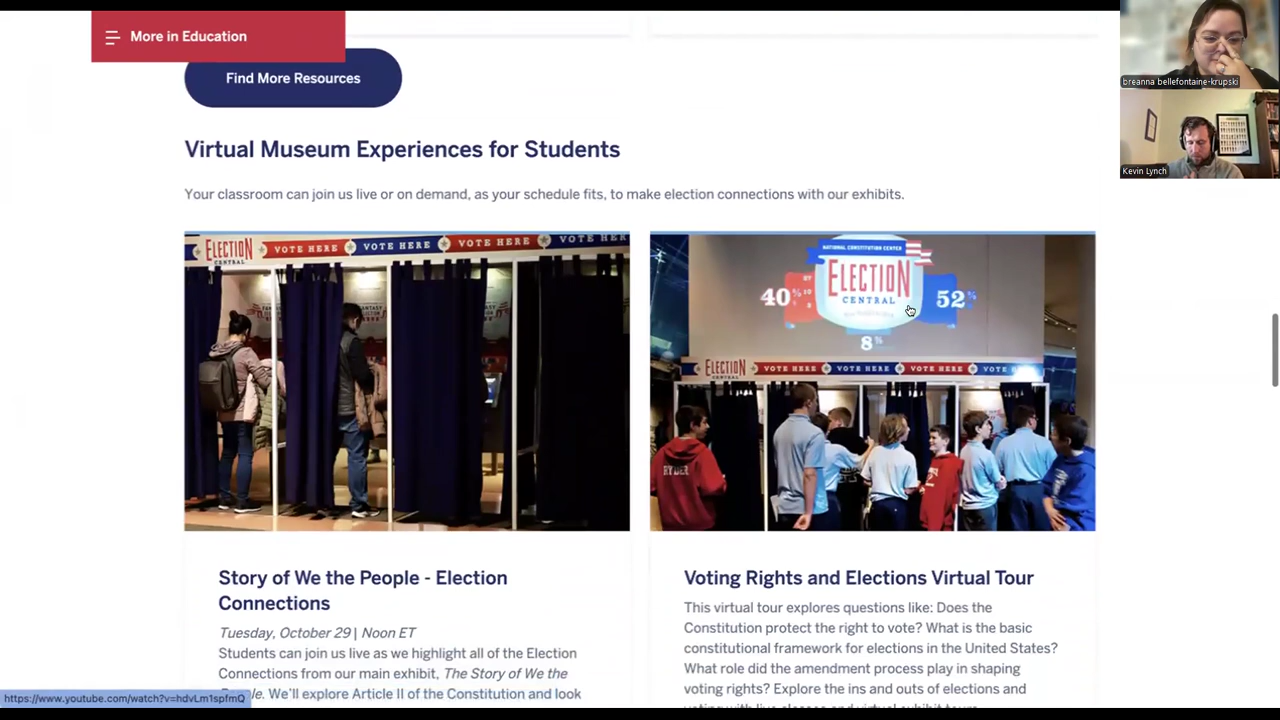 More in Education
Find More Resources
Virtual Museum Experiences for Students
Your classroom can join us live or on demand, as your schedule fits, to make election connections with our exhibits.
ELECTION
VOTE HERE VOTE HERE VOTE HERE VOTE HER
NATIONAL CONSTITUTION CENTER
ELECTION
CENTRAL
40%
52%
8%
ELECTION
CENTRAL
VOTE HERE VOTE HERE VOTE HERE VOTE HERE
RYDER
Story of We the People - Election
Connections
Tuesday, October 29 | Noon ET
Students can join us live as we highlight all of the Election
Connections from our main exhibit, The Story of We the
We'll explore Article II of the Constitution and look
Voting Rights and Elections Virtual Tour
This virtual tour explores questions like: Does the
Constitution protect the right to vote? What is the basic
constitutional framework for elections in the United States?
What role did the amendment process play in shaping
voting rights? Explore the ins and outs of elections and
https://www.youtube.com/watch?v=hdvLm1spfmQ
breanna bellefontaine-krupski
Kevin Lynch